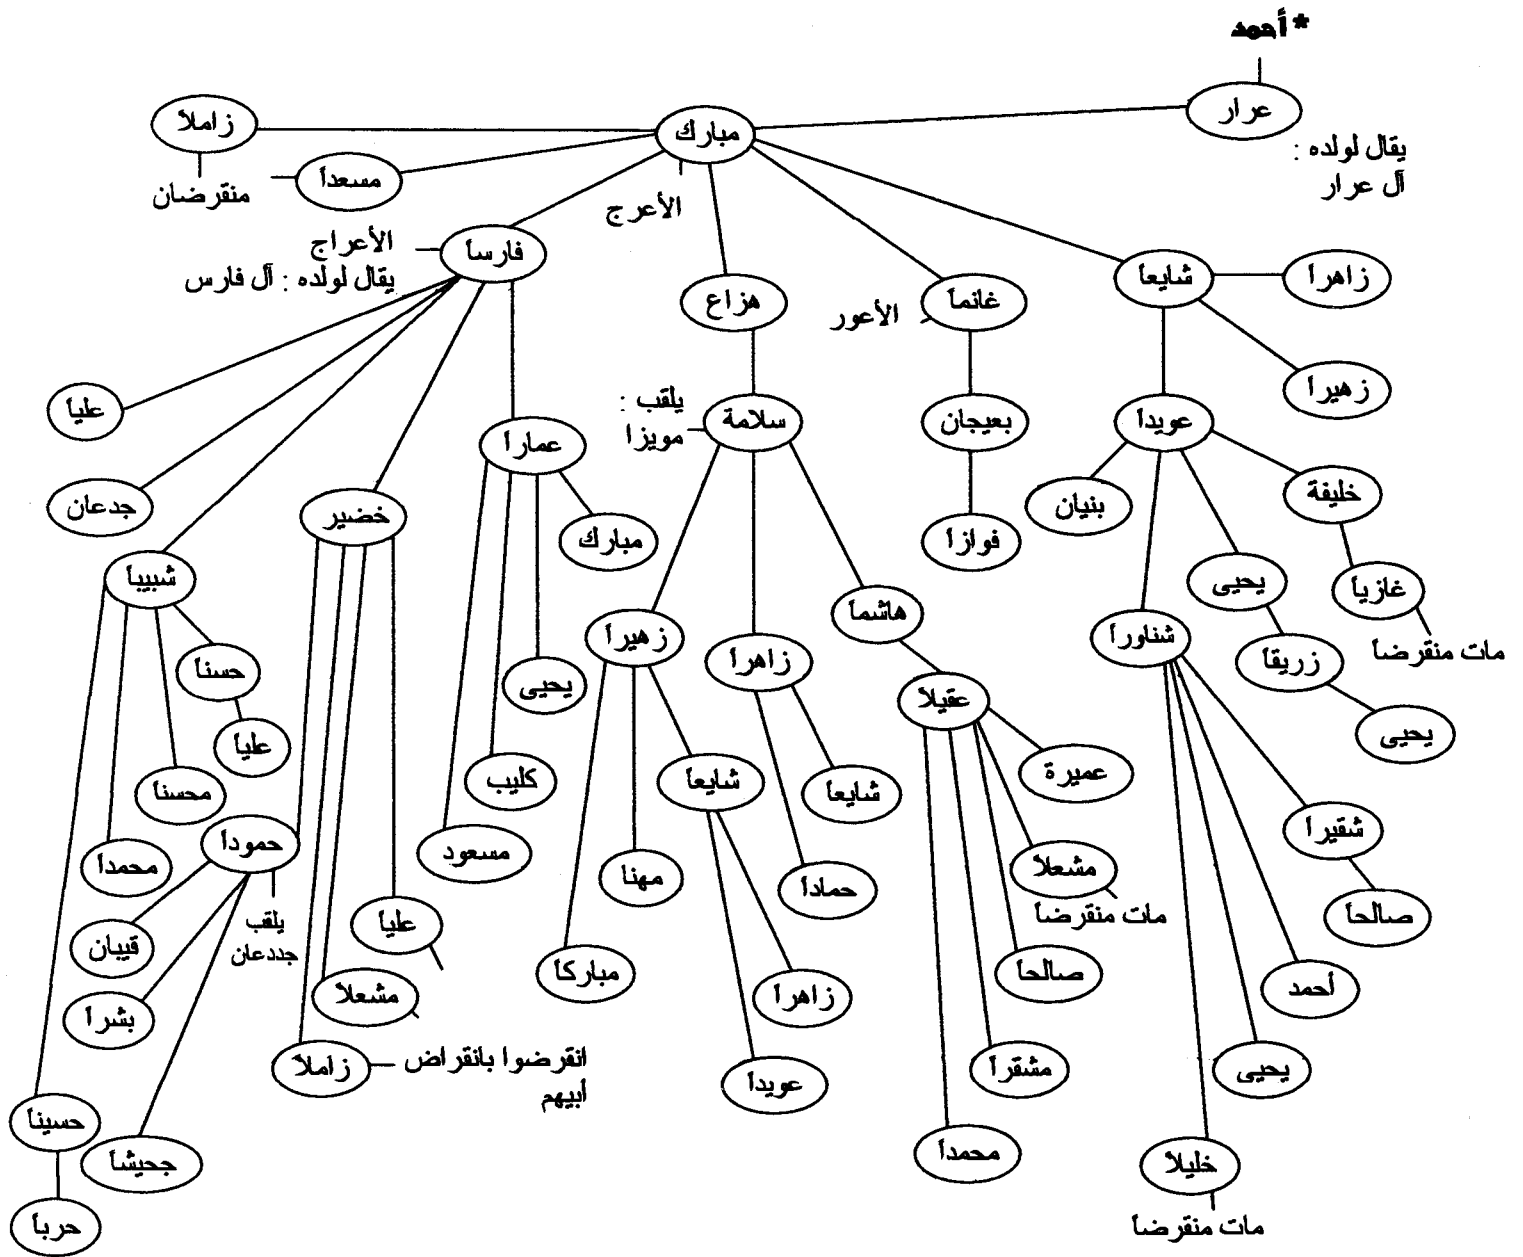 *أحمد
عرار
يقال لولده :
آل عرار
مبارك
الأعرج
زاملاً
مسعداً
منقرضان
فارساً
الأعراج
يقال لولده : آل فارس
هزاع
غانماً
الأعور
شايعاً
زاهراً
زهيراً
علياً
جدعان
شبيباً
خضير
عماراً
مبارك
سلامة
يلقب :
مويزا
بعيجان
فوازاً
عويداً
بنيان
خليفة
غازياً
مات منقرضاً
يحيى
زريقاً
يحيى
شناوراً
هاشماً
زهيراً
زاهراً
عقيلاً
يحيى
كليب
مسعود
حسناً
علياً
محسناً
محمداً
حموداً
يلقب
جددعان
قيبان
بشراً
جحيشاً
حسيناً
حرباً
علياً
مشعلاً
زاملاً
انقرضوا بانقراض
أبيهم
شايعاً
مهنا
مباركاً
زاهراً
عويداً
شايعاً
حماداً
عميرة
مشعلاً
مات منقرضاً
صالحاً
مشقراً
محمداً
شقيراً
صالحاً
أحمد
يحيى
خليلاً
مات منقرضاً